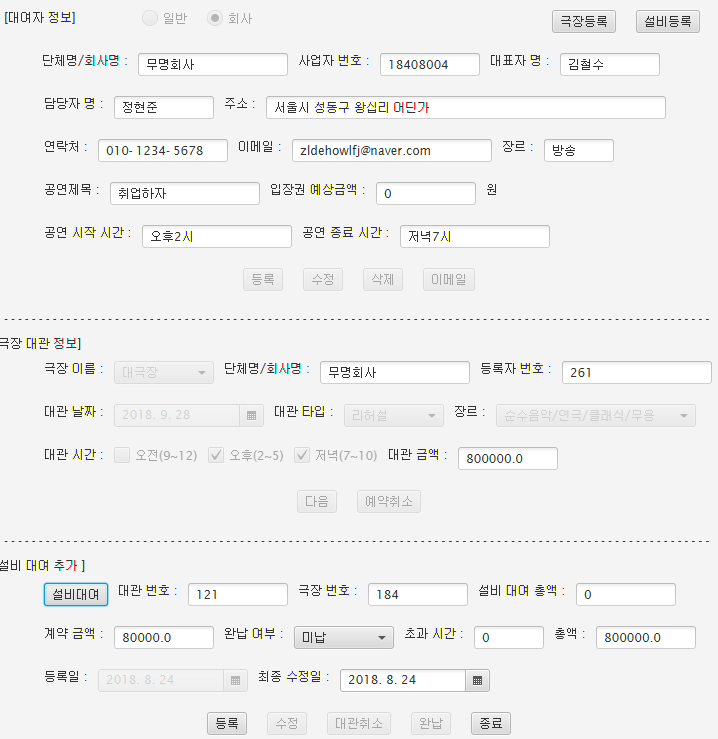 [대여자 정보] 일반 회사 극장등록 설비등록
단체명/회사명 : 무명회사 사업자 번호 : 18408004 대표자 명 : 김철수
담당자 명 : 정현준 주소 : 서울시 성동구 왕십리 어딘가
연락처 : 010- 1234- 5678 이메일 : zldehowlfj@naver.com 장르 : 방송
공연제목 : 취업하자 입장권 예상금액 : 0 원
공연 시작 시간 : 오후2시 공연 종료 시간 : 저녁7시
등록 수정 삭제 이메일
극장 대관 정보]
극장 이름 : 대극장 단체명/회사명 : 무명회사 등록자 번호 : 261
대관 날짜 : 2018. 9. 28 대관 타입 : 리허설 장르 : 순수음악/연극/클래식/무용
대관 시간 : 오전(9~12) 오후(2~5) 저녁(7~10) 대관 금액 : 800000.0
다음 예약취소
설비 대여 추가 ]
설비대여 대관 번호 : 121 극장 번호 : 184 설비 대여 총액 : 0
계약 금액 : 80000.0 완납 여부 : 미납 초과 시간 : 0 총액 : 800000.0
등록일 : 2018. 8. 24 최종 수정일 : 2018. 8. 24
등록 수정 대관취소 완납 종료